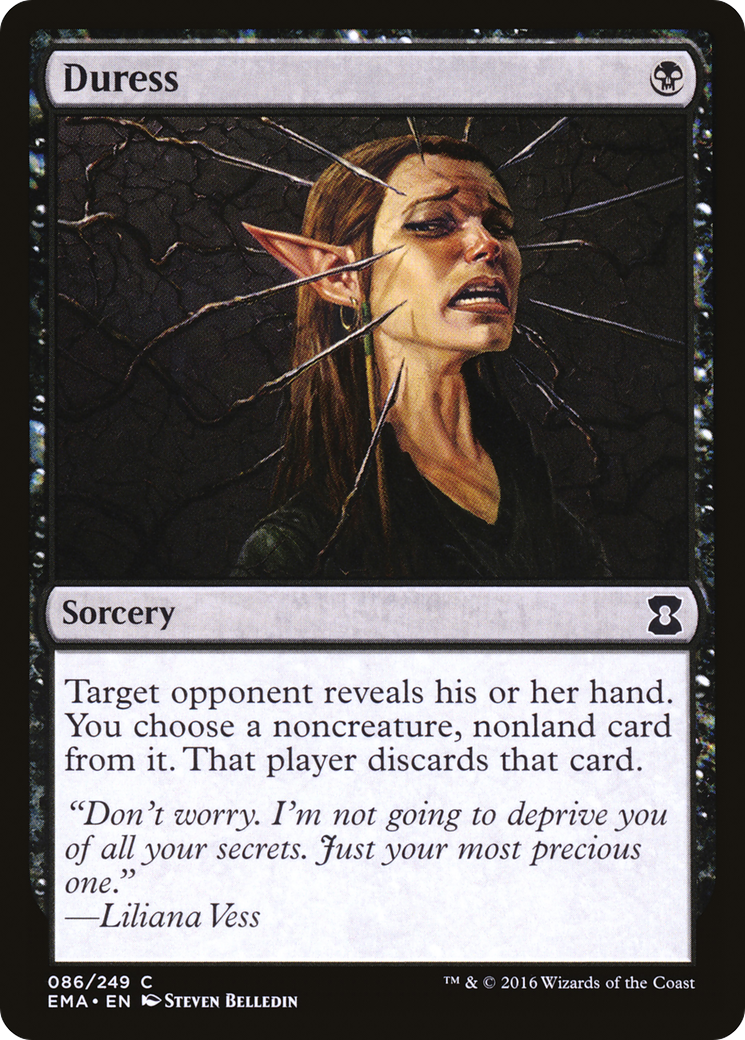 Duress
Sorcery
Target opponent reveals his or her hand.
You choose a noncreature, nonland card
from it. That player discards that card.
“Don’t worry. I’m not going to deprive you
of all your secrets. Just your most precious
one.”
—Liliana Vess
086/249 C
EMA • EN Steven Belledin
™ & © 2016 Wizards of the Coast